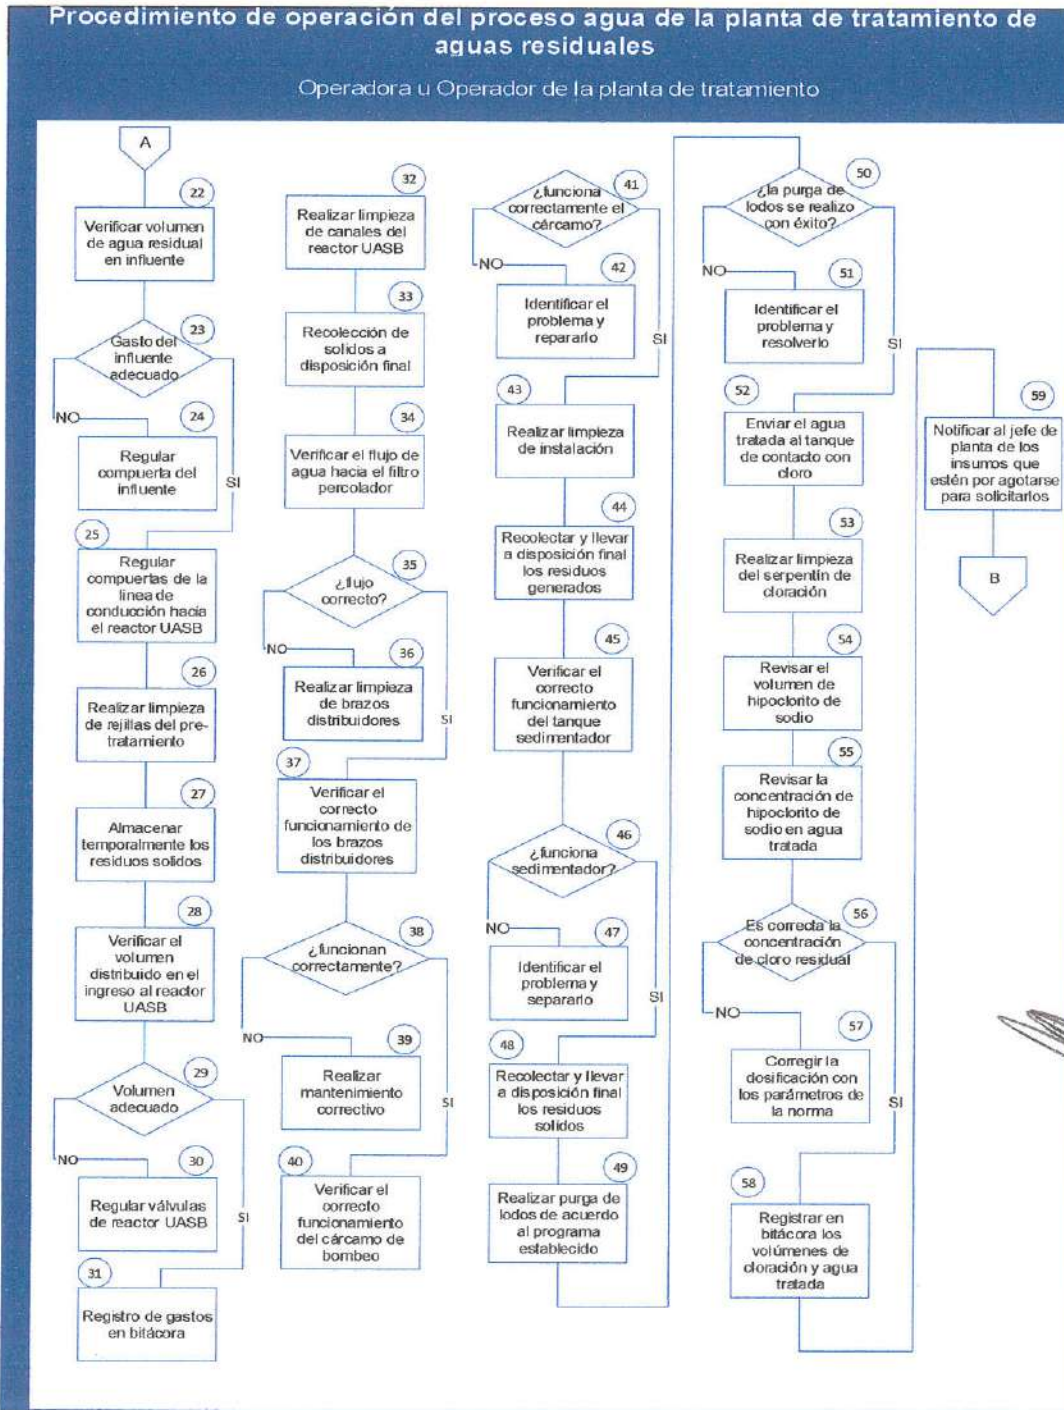 Procedimiento de operación del proceso agua de la planta de tratamiento de
aguas residuales
Operadora u Operador de la planta de tratamiento
A
22
Verificar volumen
de agua residual
en influente
23
Gasto del
influente
adecuado
NO
24
Regular
compuerta del
influente
SI
25
Regular
compuertas de la
linea de
conducción hacia
el reactor UASB
26
Realizar limpieza
de rejillas del pre-
tratamiento
27
Almacenar
temporalmente los
residuos solidos
28
Verificar el
volumen
distribuido en el
ingreso al reactor
UASB
29
Volumen
adecuado
NO
30
Regular válvulas
de reactor UASB
SI
31
Registro de gastos
en bitácora
32
Realizar limpieza
de canales del
reactor UASB
33
Recolección de
solidos a
disposición final
34
Verificar el flujo de
agua hacia el filtro
percolador
35
¿flujo
correcto?
NO
36
Realizar limpieza
de brazos
distribuidores
SI
37
Verificar el
correcto
funcionamiento de
los brazos
distribuidores
38
¿funcionan
correctamente?
NO
39
Realizar
mantenimiento
correctivo
SI
40
Verificar el
correcto
funcionamiento
del cárcamo de
bombeo
41
¿funciona
correctamente el
cárcamo?
NO
42
Identificar el
problema y
repararlo
SI
43
Realizar limpieza
de instalación
44
Recolectar y llevar
a disposición final
los residuos
generados
45
Verificar el
correcto
funcionamiento
del tanque
sedimentador
46
¿funciona
sedimentador?
NO
47
Identificar el
problema y
separarlo
SI
48
Recolectar y llevar
a disposición final
los residuos
solidos
49
Realizar purga de
lodos de acuerdo
al programa
establecido
50
¿la purga de
lodos se realizo
con éxito?
NO
51
Identificar el
problema y
resolverlo
SI
52
Enviar el agua
tratada al tanque
de contacto con
cloro
53
Realizar limpieza
del serpentín de
cloración
54
Revisar el
volumen de
hipoclorito de
sodio
55
Revisar la
concentración de
hipoclorito de
sodio en agua
tratada
56
Es correcta la
concentración
de cloro residual
NO
57
Corregir la
dosificación con
los parámetros de
la norma
SI
58
Registrar en
bitácora los
volúmenes de
cloración y agua
tratada
59
Notificar al jefe de
planta de los
insumos que
estén por agotarse
para solicitarlos
B